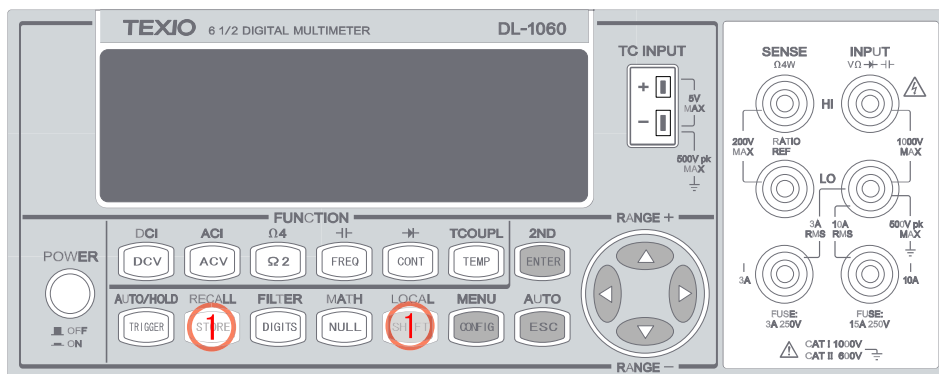 TEXIO 6 1/2 DIGITAL MULTIMETER DL-1060
TC INPUT
+
−
5V
MAX
500V pk
MAX
SENSE
Ω4W
INPUT
VΩ
HI
200V
MAX
RATIO
REF
1000V
MAX
LO
3A
RMS
10A
RMS
500V pk
MAX
3A
10A
FUSE:
3A 250V
FUSE:
15A 250V
CAT I 1000V
CAT II 600V
FUNCTION
RANGE +
DCI ACI Ω4 TCOUPL 2ND
POWER
DCV ACV Ω2 FREQ CONT TEMP ENTER
AUTO/HOLD RECALL FILTER MATH LOCAL MENU AUTO
TRIGGER STORE DIGITS NULL SHIFT CONFIG ESC
1 1
OFF
ON
RANGE −